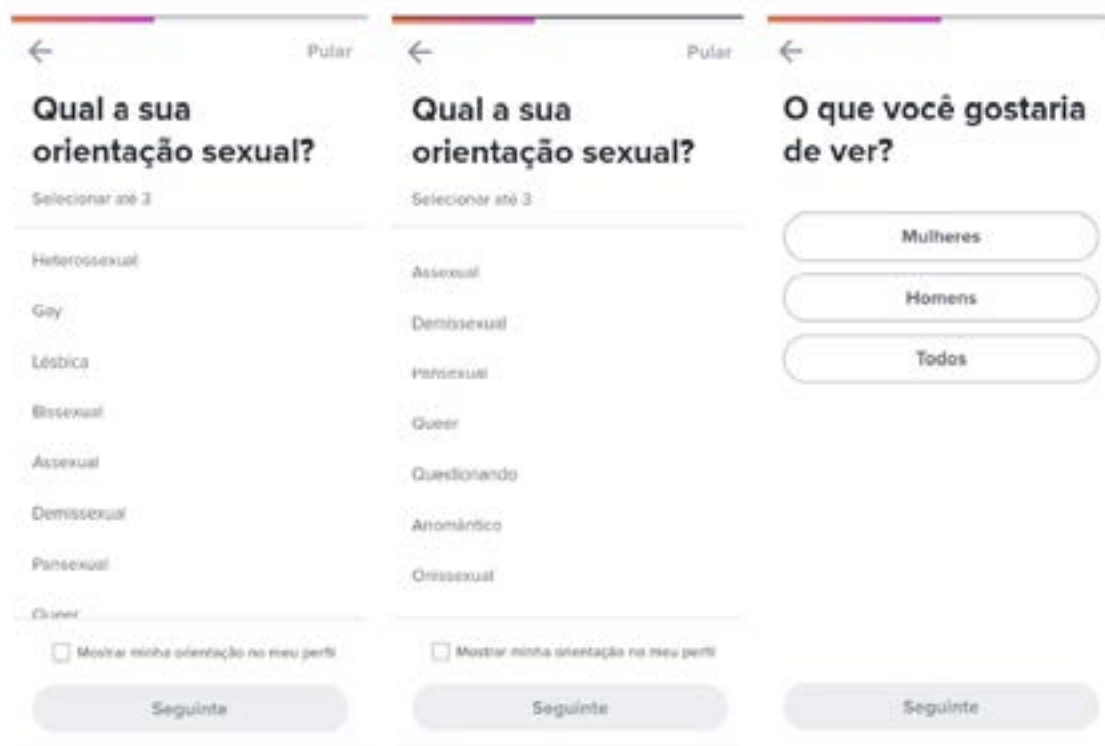 Pular
Qual a sua
orientação sexual?
Selecionar até 3
Heterossexual
Gay
Lésbica
Bissexual
Assexual
Demissexual
Pansexual
Queer
Mostrar minha orientação no meu perfil
Seguinte
Pular
Qual a sua
orientação sexual?
Selecionar até 3
Assexual
Demissexual
Pansexual
Queer
Questionando
Arromântico
Onissexual
Mostrar minha orientação no meu perfil
Seguinte
O que você gostaria
de ver?
Mulheres
Homens
Todos
Seguinte